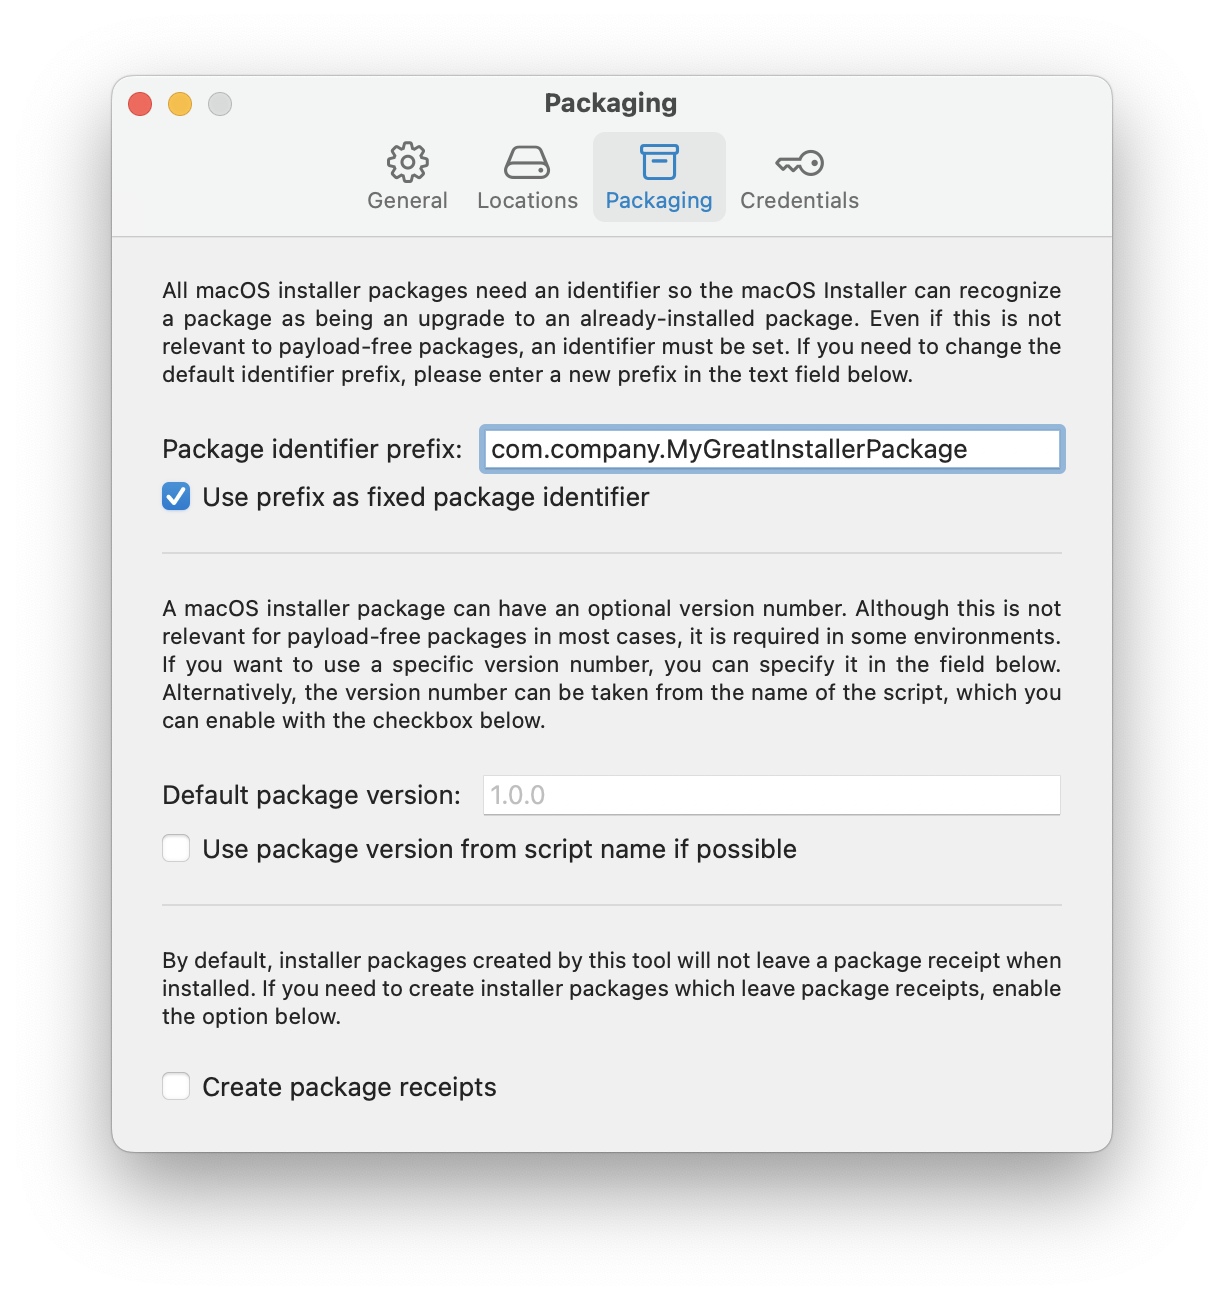 Packaging
General
Locations
Packaging
Credentials
All macOS installer packages need an identifier so the macOS Installer can recognize
a package as being an upgrade to an already-installed package. Even if this is not
relevant to payload-free packages, an identifier must be set. If you need to change the
default identifier prefix, please enter a new prefix in the text field below.
Package identifier prefix: com.company.MyGreatInstallerPackage
Use prefix as fixed package identifier
A macOS installer package can have an optional version number. Although this is not
relevant for payload-free packages in most cases, it is required in some environments.
If you want to use a specific version number, you can specify it in the field below.
Alternatively, the version number can be taken from the name of the script, which you
can enable with the checkbox below.
Default package version: 1.0.0
Use package version from script name if possible
By default, installer packages created by this tool will not leave a package receipt when
installed. If you need to create installer packages which leave package receipts, enable
the option below.
Create package receipts